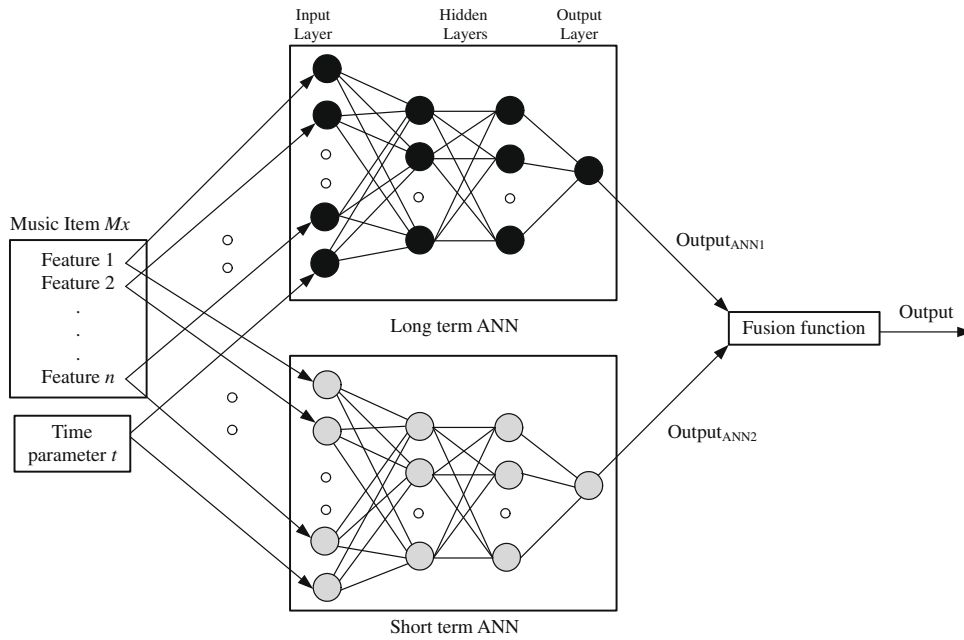 Input
Layer
Hidden
Layers
Output
Layer
Music Item Mx
Feature 1
Feature 2
.
.
.
Feature n
Time
parameter t
Long term ANN
Output_ANN1
Fusion function
Output
Output_ANN2
Short term ANN